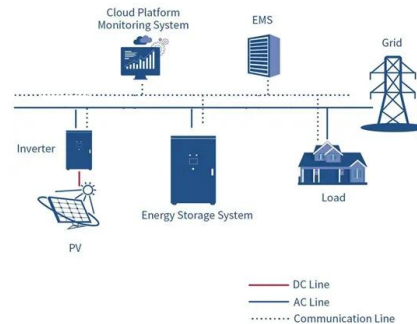 Cloud Platform
Monitoring System
EMS
Grid
Inverter
Energy Storage System
Load
PV
DC Line
AC Line
Communication Line